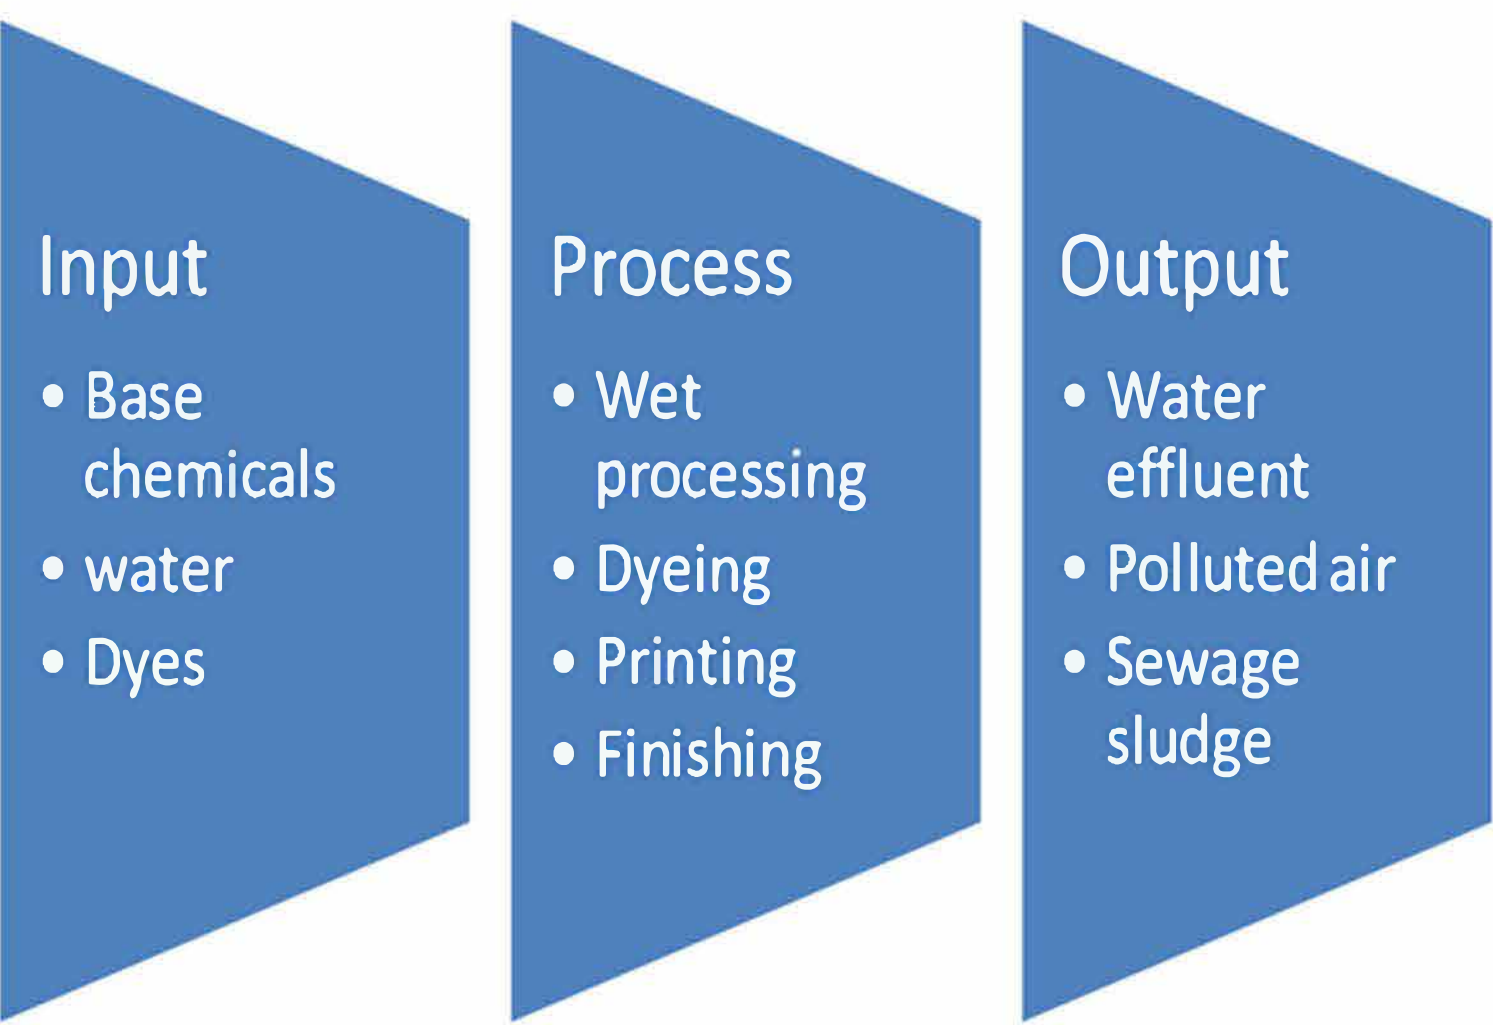 Input
• Base
chemicals
• water
• Dyes
Process
• Wet
processing
• Dyeing
• Printing
• Finishing
Output
• Water
effluent
• Polluted air
• Sewage
sludge